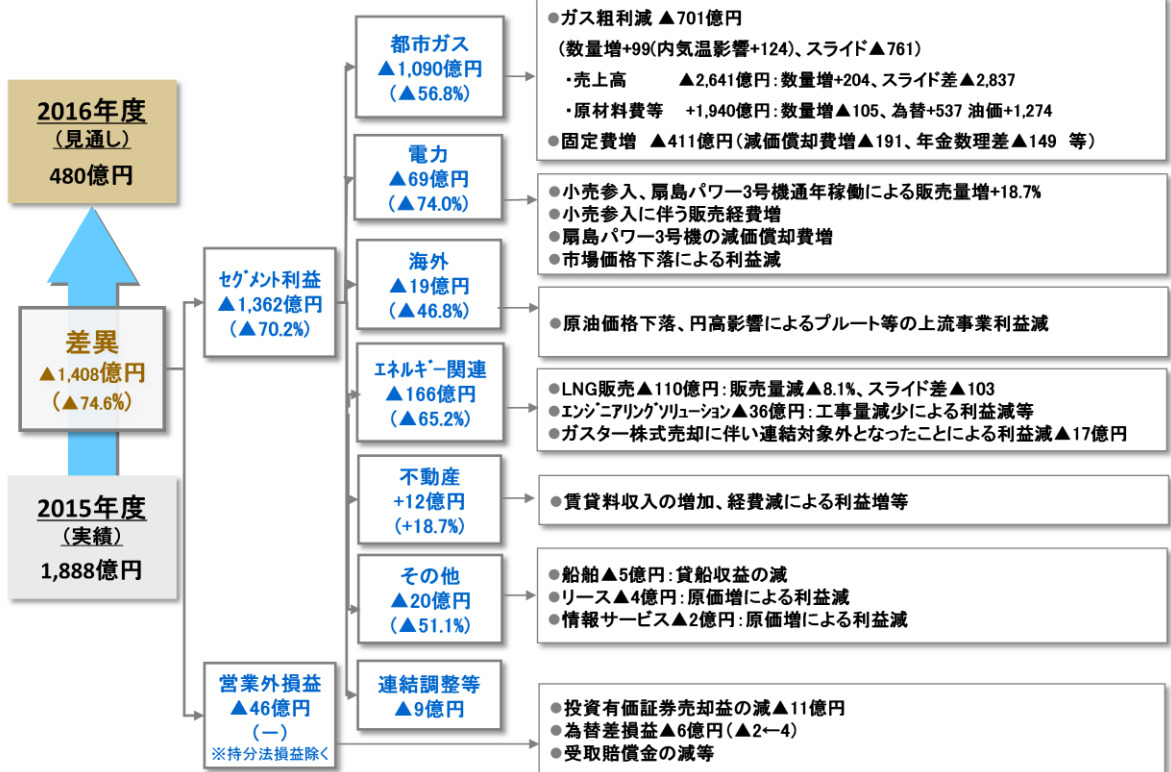 2016年度
(見通し)
480億円
差異
▲1,408億円
(▲74.6%)
2015年度
(実績)
1,888億円
ｾｸﾞﾒﾝﾄ利益
▲1,362億円
(▲70.2%)
営業外損益
▲46億円
(－)
※持分法損益除く
都市ガス
▲1,090億円
(▲56.8%)
●ガス粗利減 ▲701億円
(数量増+99(内気温影響+124)、スライド▲761)
・売上高 ▲2,641億円：数量増+204、スライド差▲2,837
・原材料費等 +1,940億円：数量増▲105、為替+537 油価+1,274
●固定費増 ▲411億円(減価償却費増▲191、年金数理差▲149 等)
電力
▲69億円
(▲74.0%)
●小売参入、扇島パワー3号機通年稼働による販売量増+18.7%
●小売参入に伴う販売経費増
●扇島パワー3号機の減価償却費増
●市場価格下落による利益減
海外
▲19億円
(▲46.8%)
●原油価格下落、円高影響によるプルート等の上流事業利益減
ｴﾈﾙｷﾞｰ関連
▲166億円
(▲65.2%)
●LNG販売▲110億円：販売量減▲8.1%、スライド差▲103
●ｴﾝｼﾞﾆｱﾘﾝｸﾞｿﾘｭｰｼｮﾝ▲36億円：工事量減少による利益減等
●ガスター株式売却に伴い連結対象外となったことによる利益減▲17億円
不動産
+12億円
(+18.7%)
●賃貸料収入の増加、経費減による利益増等
その他
▲20億円
(▲51.1%)
●船舶▲5億円：貸船収益の減
●リース▲4億円：原価増による利益減
●情報サービス▲2億円：原価増による利益減
連結調整等
▲9億円
●投資有価証券売却益の減▲11億円
●為替差損益▲6億円(▲2←4)
●受取賠償金の減等